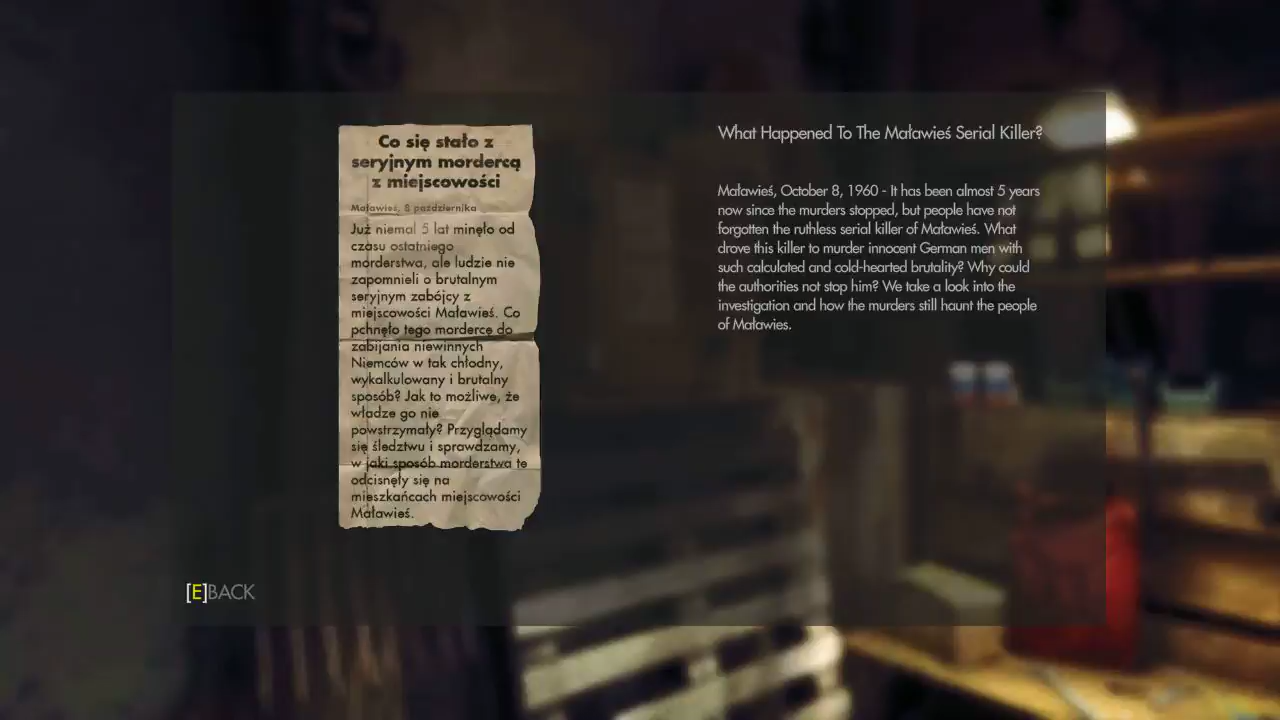 Co się stało z
seryjnym mordercą
z miejscowości
Maławieś, 8 października
Już niemal 5 lat minęło od
czasu ostatniego
morderstwa, ale ludzie nie
zapomnieli o brutalnym
seryjnym zabójcy z
miejscowości Maławieś. Co
pchnęło tego mordercę do
zabijania niewinnych
Niemców w tak chłodny,
wykalkulowany i brutalny
sposób? Jak to możliwe, że
władze go nie
powstrzymały? Przyglądamy
się śledztwu i sprawdzamy,
w jaki sposób morderstwa te
odcisnęły się na
mieszkańcach miejscowości
Maławieś.
What Happened To The Maławieś Serial Killer?
Maławieś, October 8, 1960 - It has been almost 5 years
now since the murders stopped, but people have not
forgotten the ruthless serial killer of Maławieś. What
drove this killer to murder innocent German men with
such calculated and cold-hearted brutality? Why could
the authorities not stop him? We take a look into the
investigation and how the murders still haunt the people
of Maławies.
[E]BACK